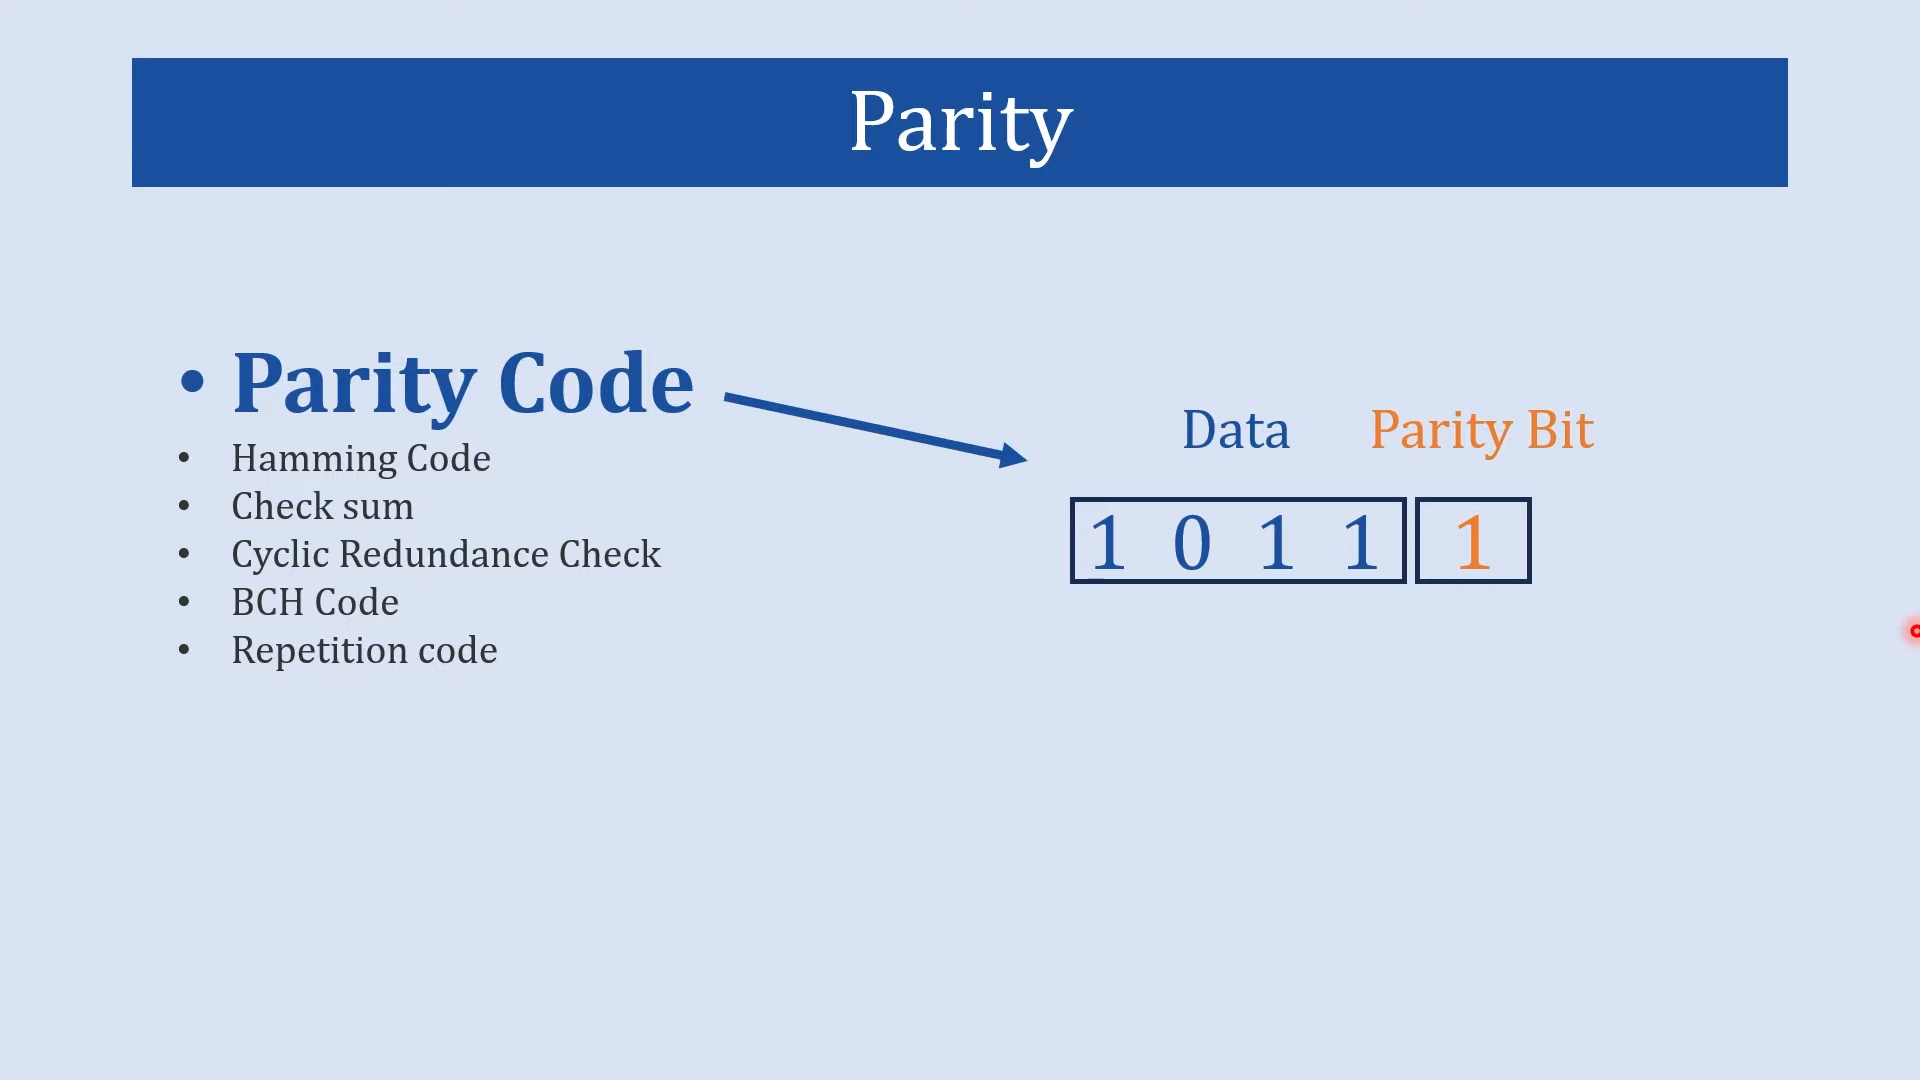 Parity
• Parity Code
• Hamming Code
• Check sum
• Cyclic Redundance Check
• BCH Code
• Repetition code
Data Parity Bit
1 0 1 1 1